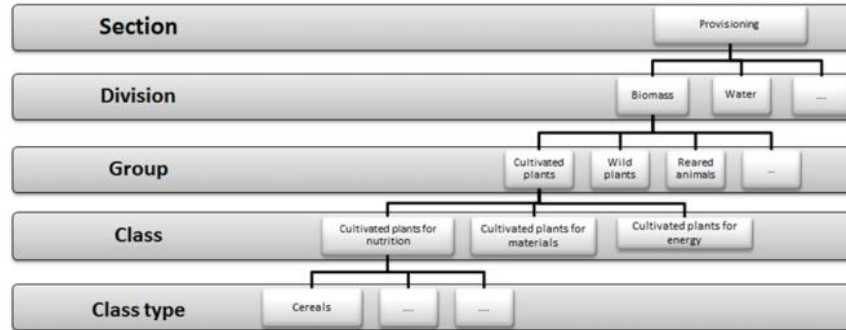 Section
Provisioning
Division
Biomass
Water
....
Group
Cultivated
plants
Wild
plants
Reared
animals
...
Class
Cultivated plants for
nutrition
Cultivated plants for
materials
Cultivated plants for
energy
Class type
Cereals
....
....